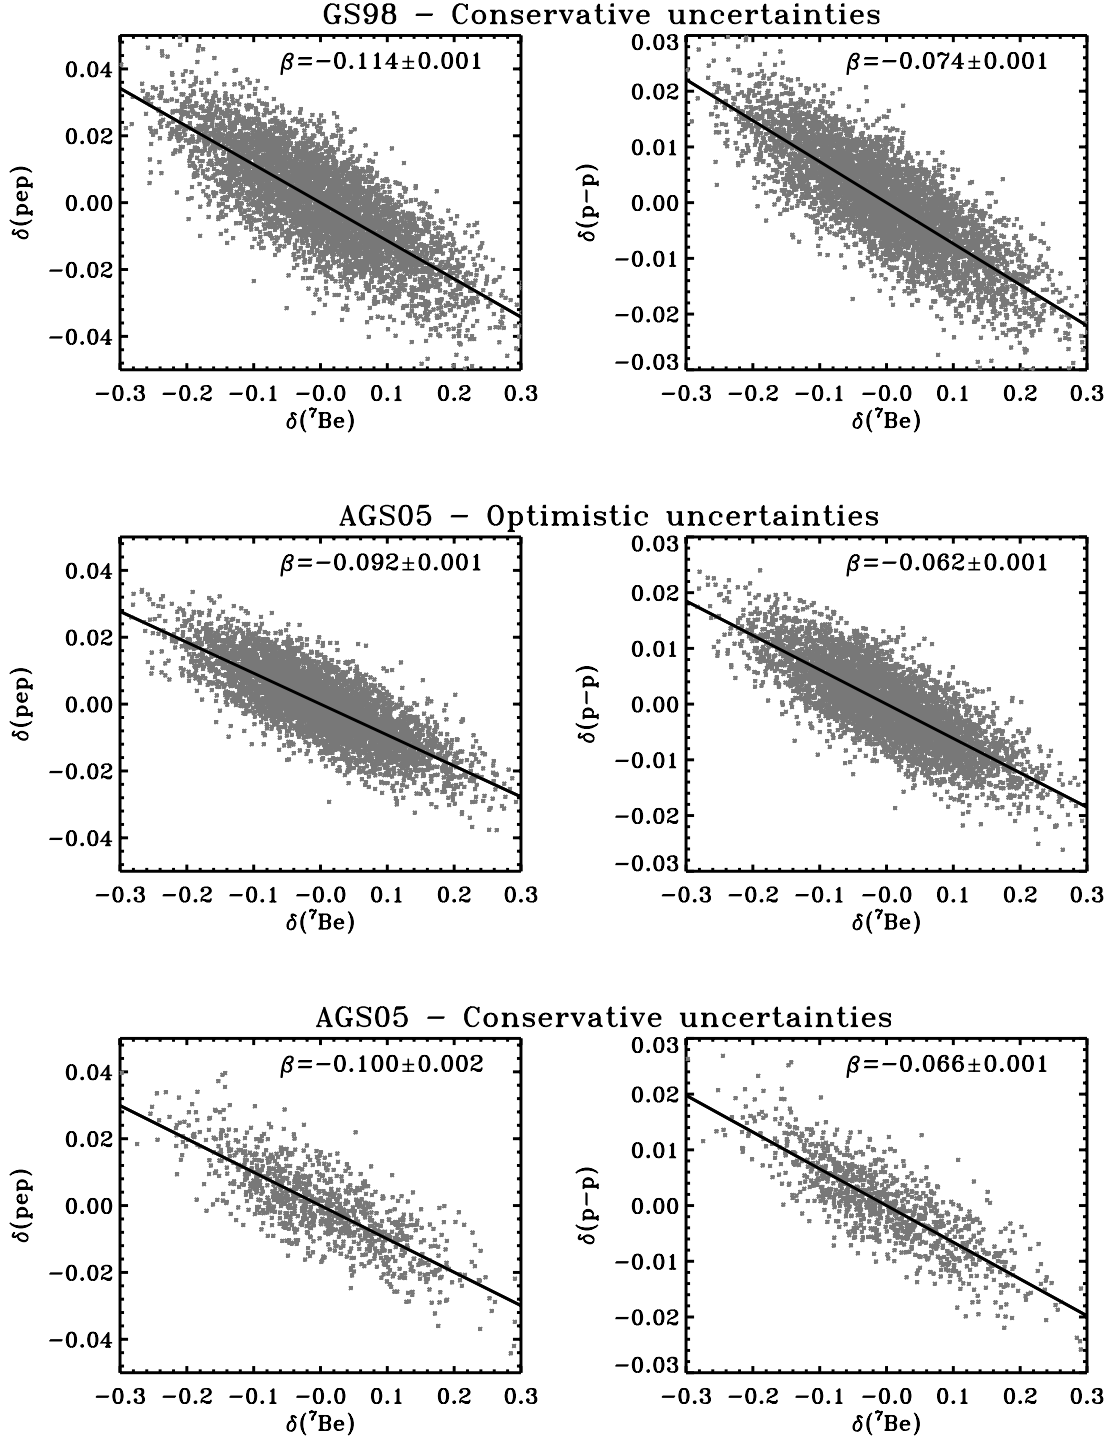 GS98 − Conservative uncertainties
β=−0.114±0.001
0.04
0.02
0.00
−0.02
−0.04
δ(pep)
−0.3 −0.2 −0.1 −0.0 0.1 0.2 0.3
δ(⁷Be)
β=−0.074±0.001
0.03
0.02
0.01
0.00
−0.01
−0.02
−0.03
δ(p−p)
−0.3 −0.2 −0.1 −0.0 0.1 0.2 0.3
δ(⁷Be)
AGS05 − Optimistic uncertainties
β=−0.092±0.001
0.04
0.02
0.00
−0.02
−0.04
δ(pep)
−0.3 −0.2 −0.1 −0.0 0.1 0.2 0.3
δ(⁷Be)
β=−0.062±0.001
0.03
0.02
0.01
0.00
−0.01
−0.02
−0.03
δ(p−p)
−0.3 −0.2 −0.1 −0.0 0.1 0.2 0.3
δ(⁷Be)
AGS05 − Conservative uncertainties
β=−0.100±0.002
0.04
0.02
0.00
−0.02
−0.04
δ(pep)
−0.3 −0.2 −0.1 −0.0 0.1 0.2 0.3
δ(⁷Be)
β=−0.066±0.001
0.03
0.02
0.01
0.00
−0.01
−0.02
−0.03
δ(p−p)
−0.3 −0.2 −0.1 −0.0 0.1 0.2 0.3
δ(⁷Be)